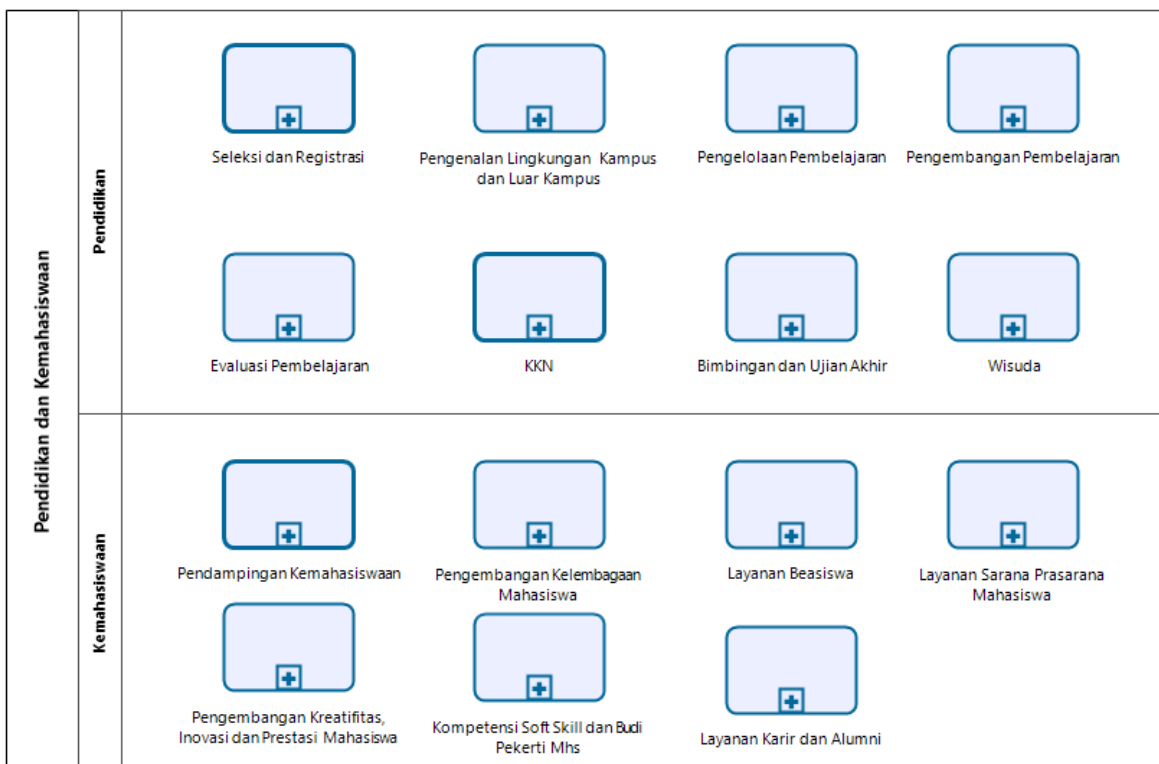 Pendidikan dan Kemahasiswaan
Pendidikan
Seleksi dan Registrasi
Pengenalan Lingkungan Kampus
dan Luar Kampus
Pengelolaan Pembelajaran
Pengembangan Pembelajaran
Evaluasi Pembelajaran
KKN
Bimbingan dan Ujian Akhir
Wisuda
Kemahasiswaan
Pendampingan Kemahasiswaan
Pengembangan Kelembagaan
Mahasiswa
Layanan Beasiswa
Layanan Sarana Prasarana
Mahasiswa
Pengembangan Kreatifitas,
Inovasi dan Prestasi Mahasiswa
Kompetensi Soft Skill dan Budi
Pekerti Mhs
Layanan Karir dan Alumni